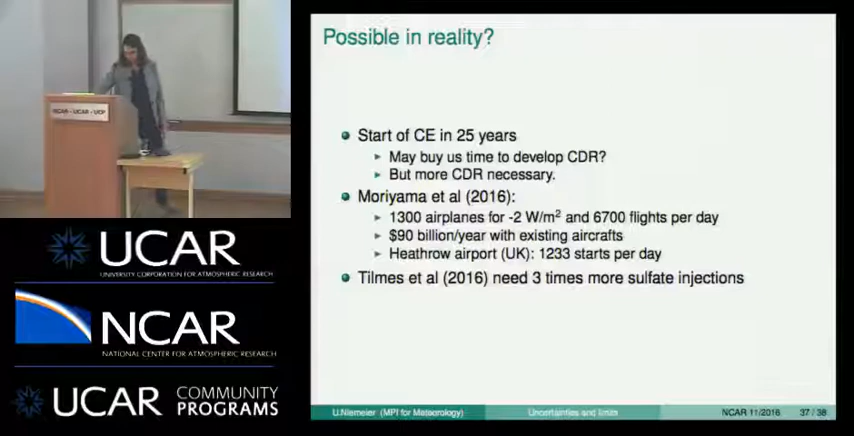 Possible in reality?
Start of CE in 25 years
May buy us time to develop CDR?
But more CDR necessary.
Moriyama et al (2016):
1300 airplanes for -2 W/m² and 6700 flights per day
$90 billion/year with existing aircrafts
Heathrow airport (UK): 1233 starts per day
Tilmes et al (2016) need 3 times more sulfate injections
U.Niemeier (MPI for Meteorology)
Uncertainties and limits
NCAR 11/2016
37 / 38
NCAR - UCAR - UCP
UCAR
UNIVERSITY CORPORATION FOR ATMOSPHERIC RESEARCH
NCAR
NATIONAL CENTER FOR ATMOSPHERIC RESEARCH
UCAR
COMMUNITY
PROGRAMS